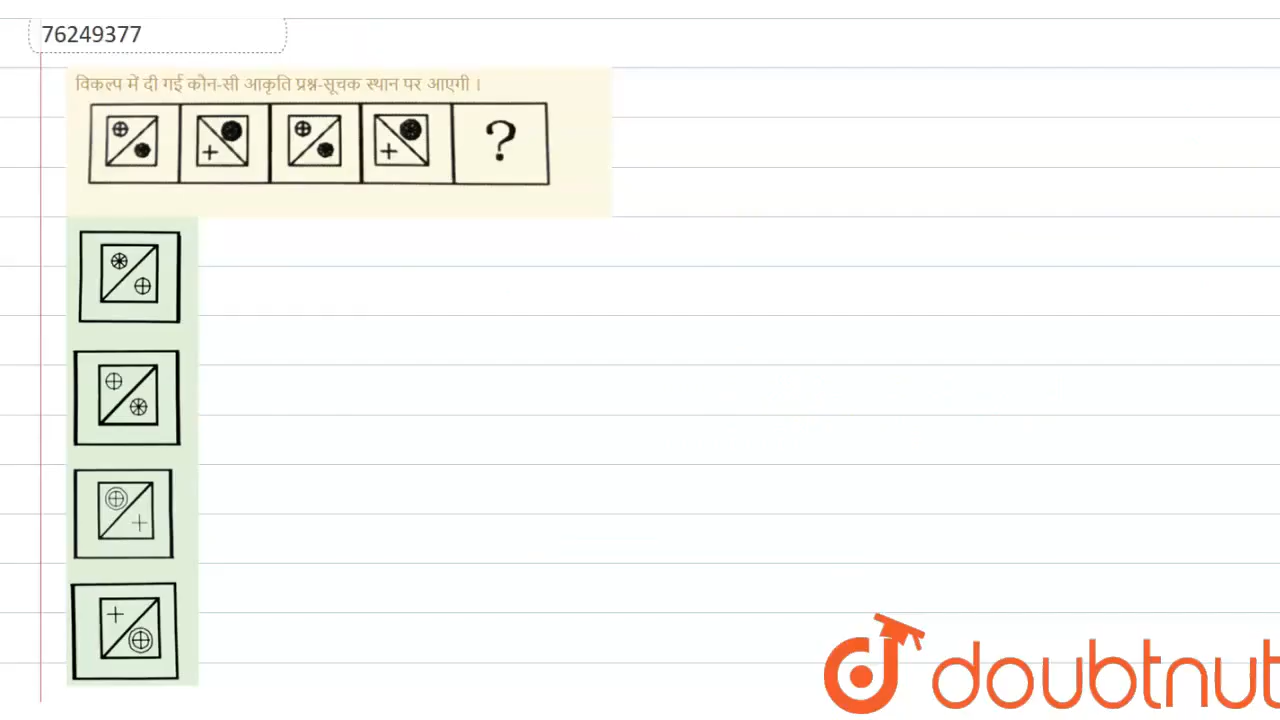 76249377
विकल्प में दी गई कौन-सी आकृति प्रश्न-सूचक स्थान पर आएगी ।
?
doubtnut